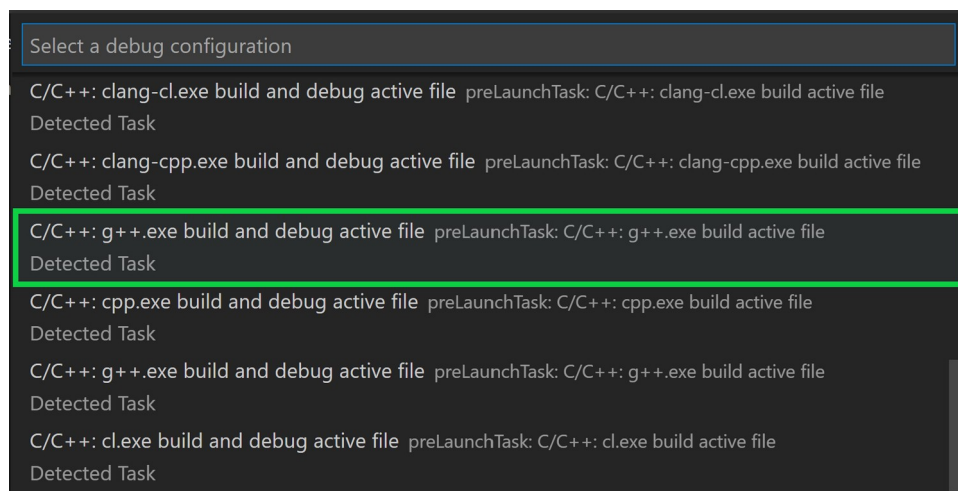 Select a debug configuration
C/C++: clang-cl.exe build and debug active file preLaunchTask: C/C++: clang-cl.exe build active file
Detected Task
C/C++: clang-cpp.exe build and debug active file preLaunchTask: C/C++: clang-cpp.exe build active file
Detected Task
C/C++: g++.exe build and debug active file preLaunchTask: C/C++: g++.exe build active file
Detected Task
C/C++: cpp.exe build and debug active file preLaunchTask: C/C++: cpp.exe build active file
Detected Task
C/C++: g++.exe build and debug active file preLaunchTask: C/C++: g++.exe build active file
Detected Task
C/C++: cl.exe build and debug active file preLaunchTask: C/C++: cl.exe build active file
Detected Task